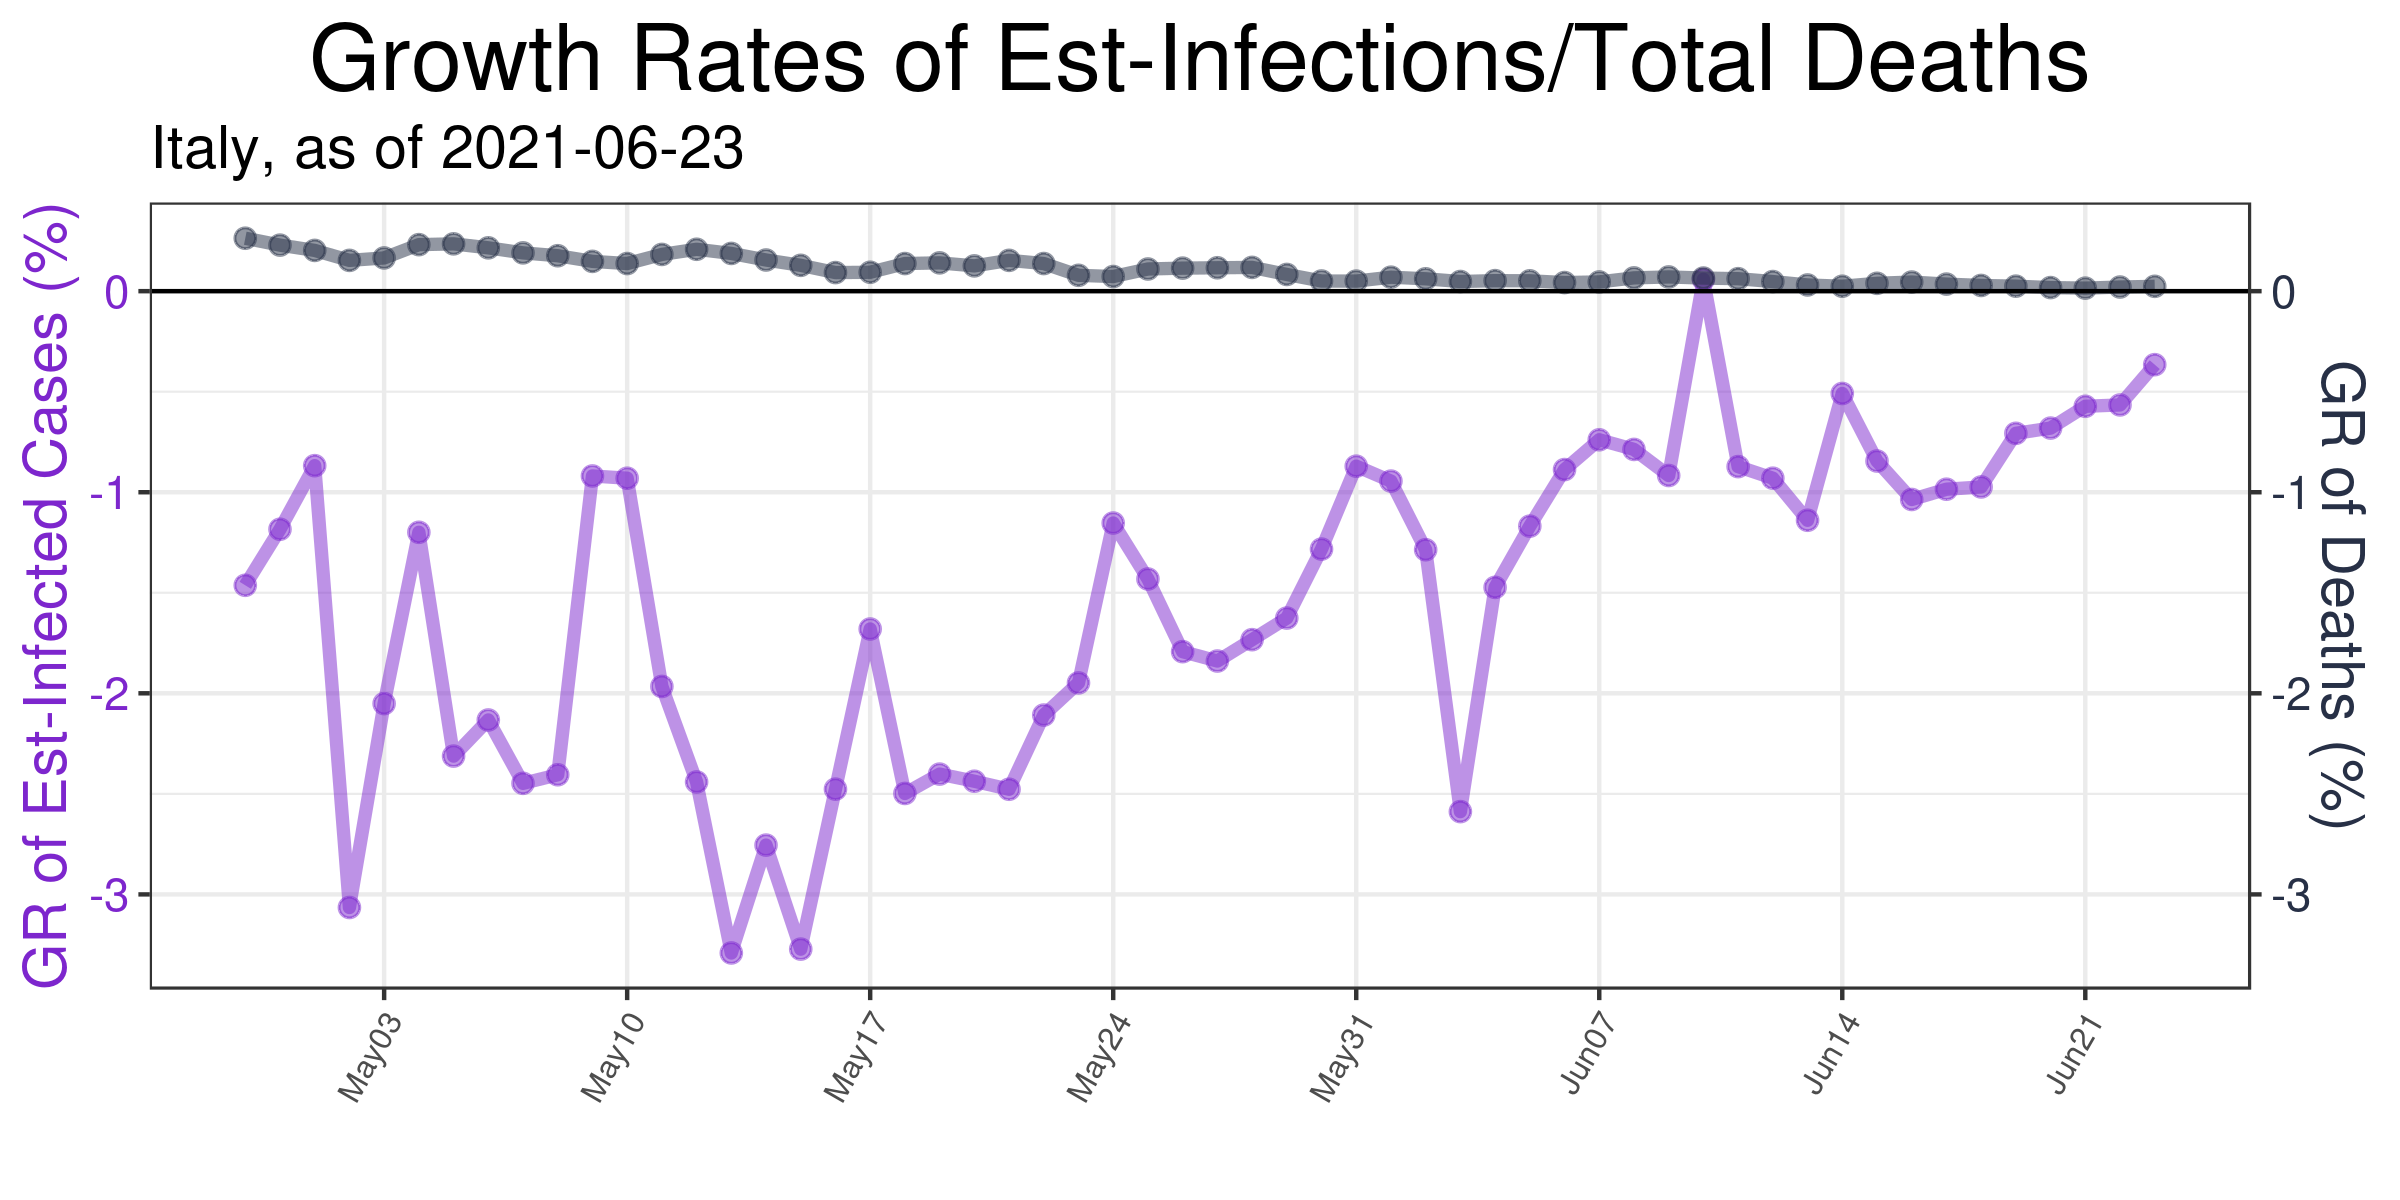 Growth Rates of Est-Infections/Total Deaths
Italy, as of 2021-06-23
GR of Est-Infected Cases (%)
0
-1
-2
-3
0
-1
-2
-3
GR of Deaths (%)
May03
May10
May17
May24
May31
Jun07
Jun14
Jun21